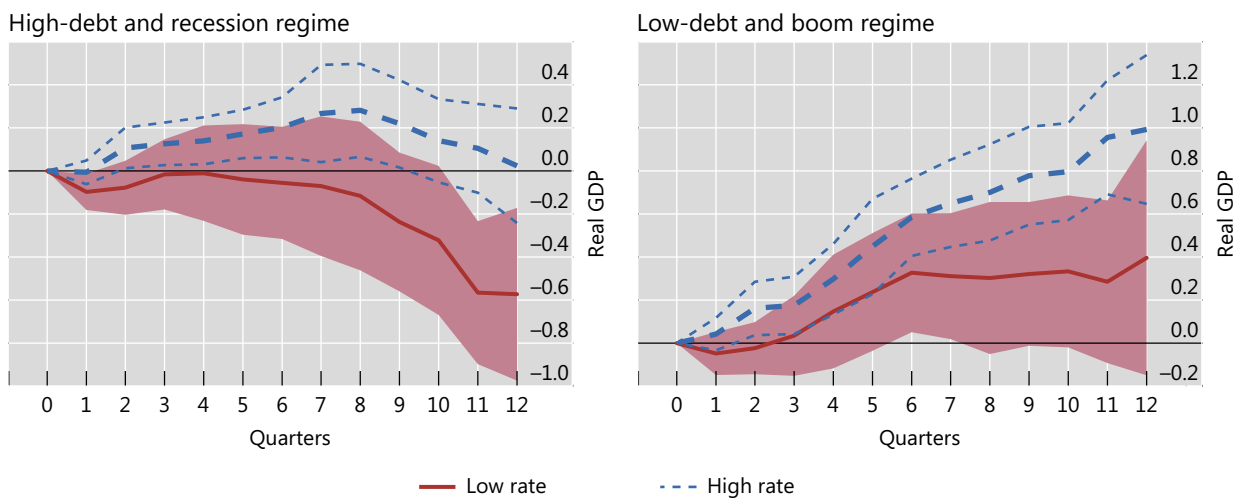 High-debt and recession regime
0.4
0.2
0.0
–0.2
–0.4
–0.6
–0.8
–1.0
Real GDP
0 1 2 3 4 5 6 7 8 9 10 11 12
Quarters
Low-debt and boom regime
1.2
1.0
0.8
0.6
0.4
0.2
0.0
–0.2
Real GDP
0 1 2 3 4 5 6 7 8 9 10 11 12
Quarters
Low rate
High rate